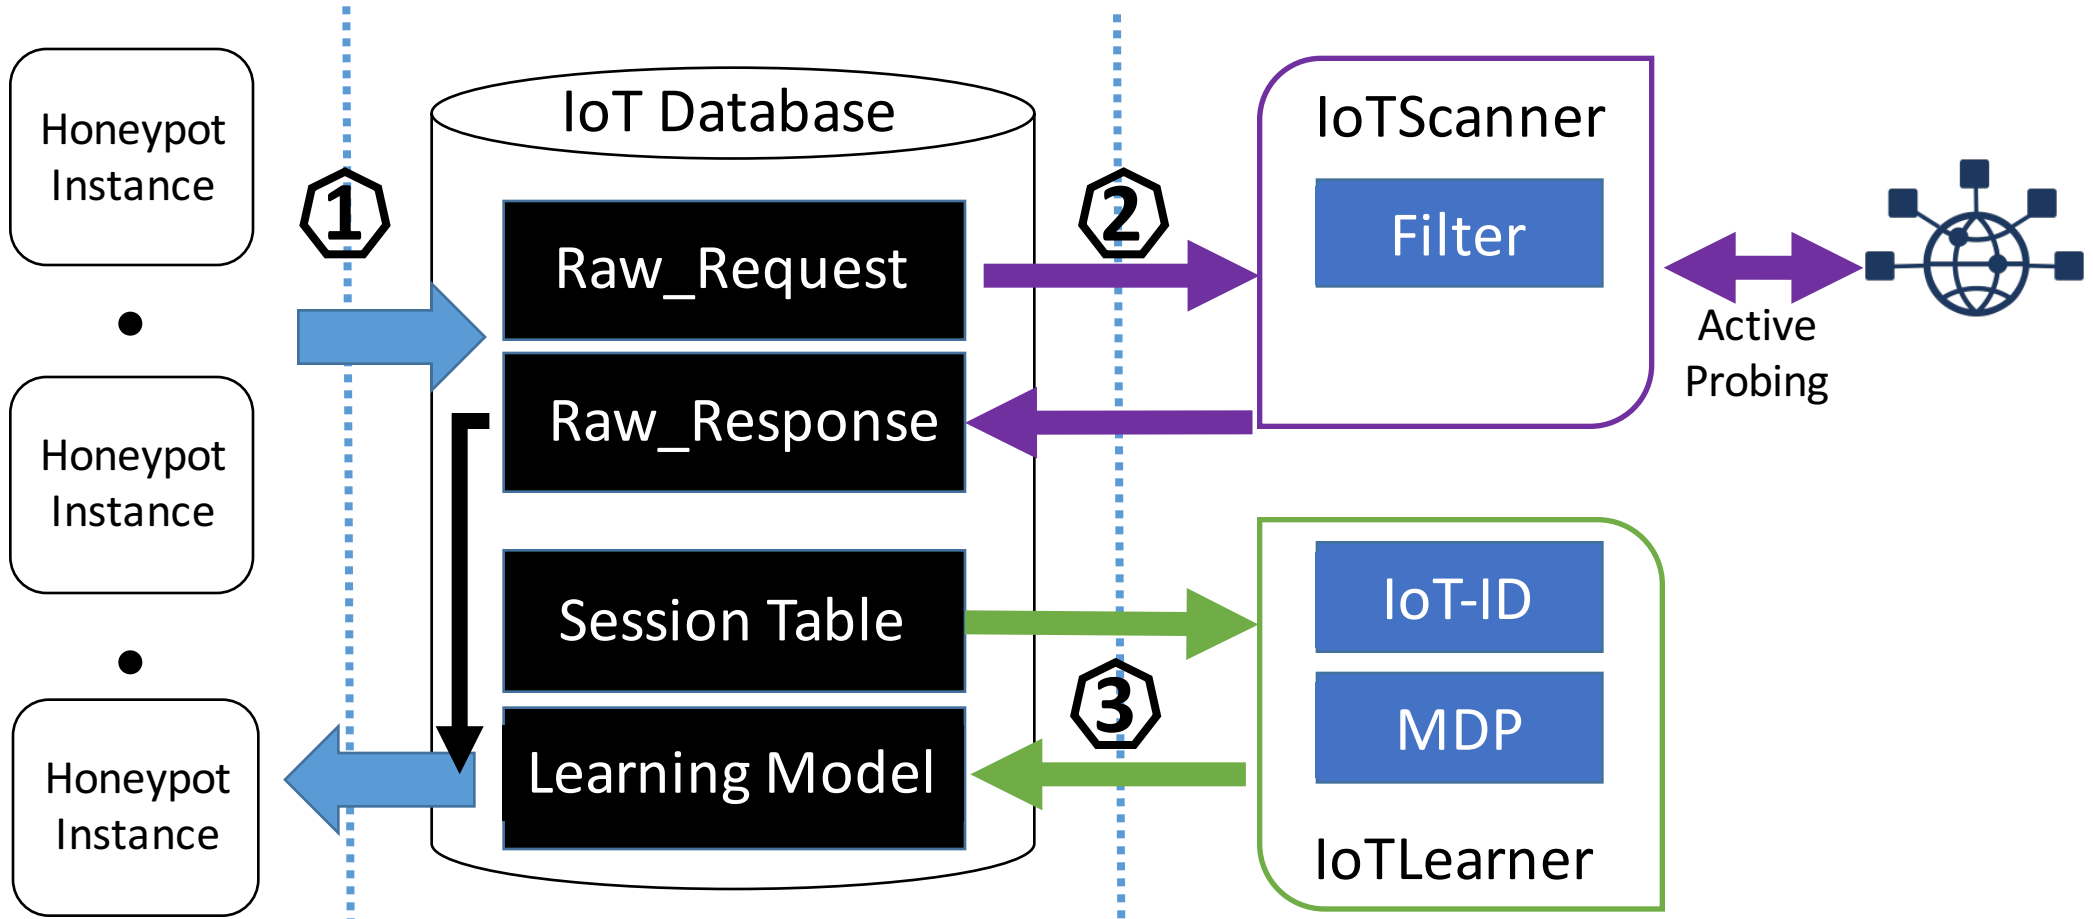 Honeypot
Instance
Honeypot
Instance
Honeypot
Instance
1
IoT Database
Raw_Request
Raw_Response
Session Table
Learning Model
2
3
IoTScanner
Filter
Active
Probing
IoT-ID
MDP
IoTLearner